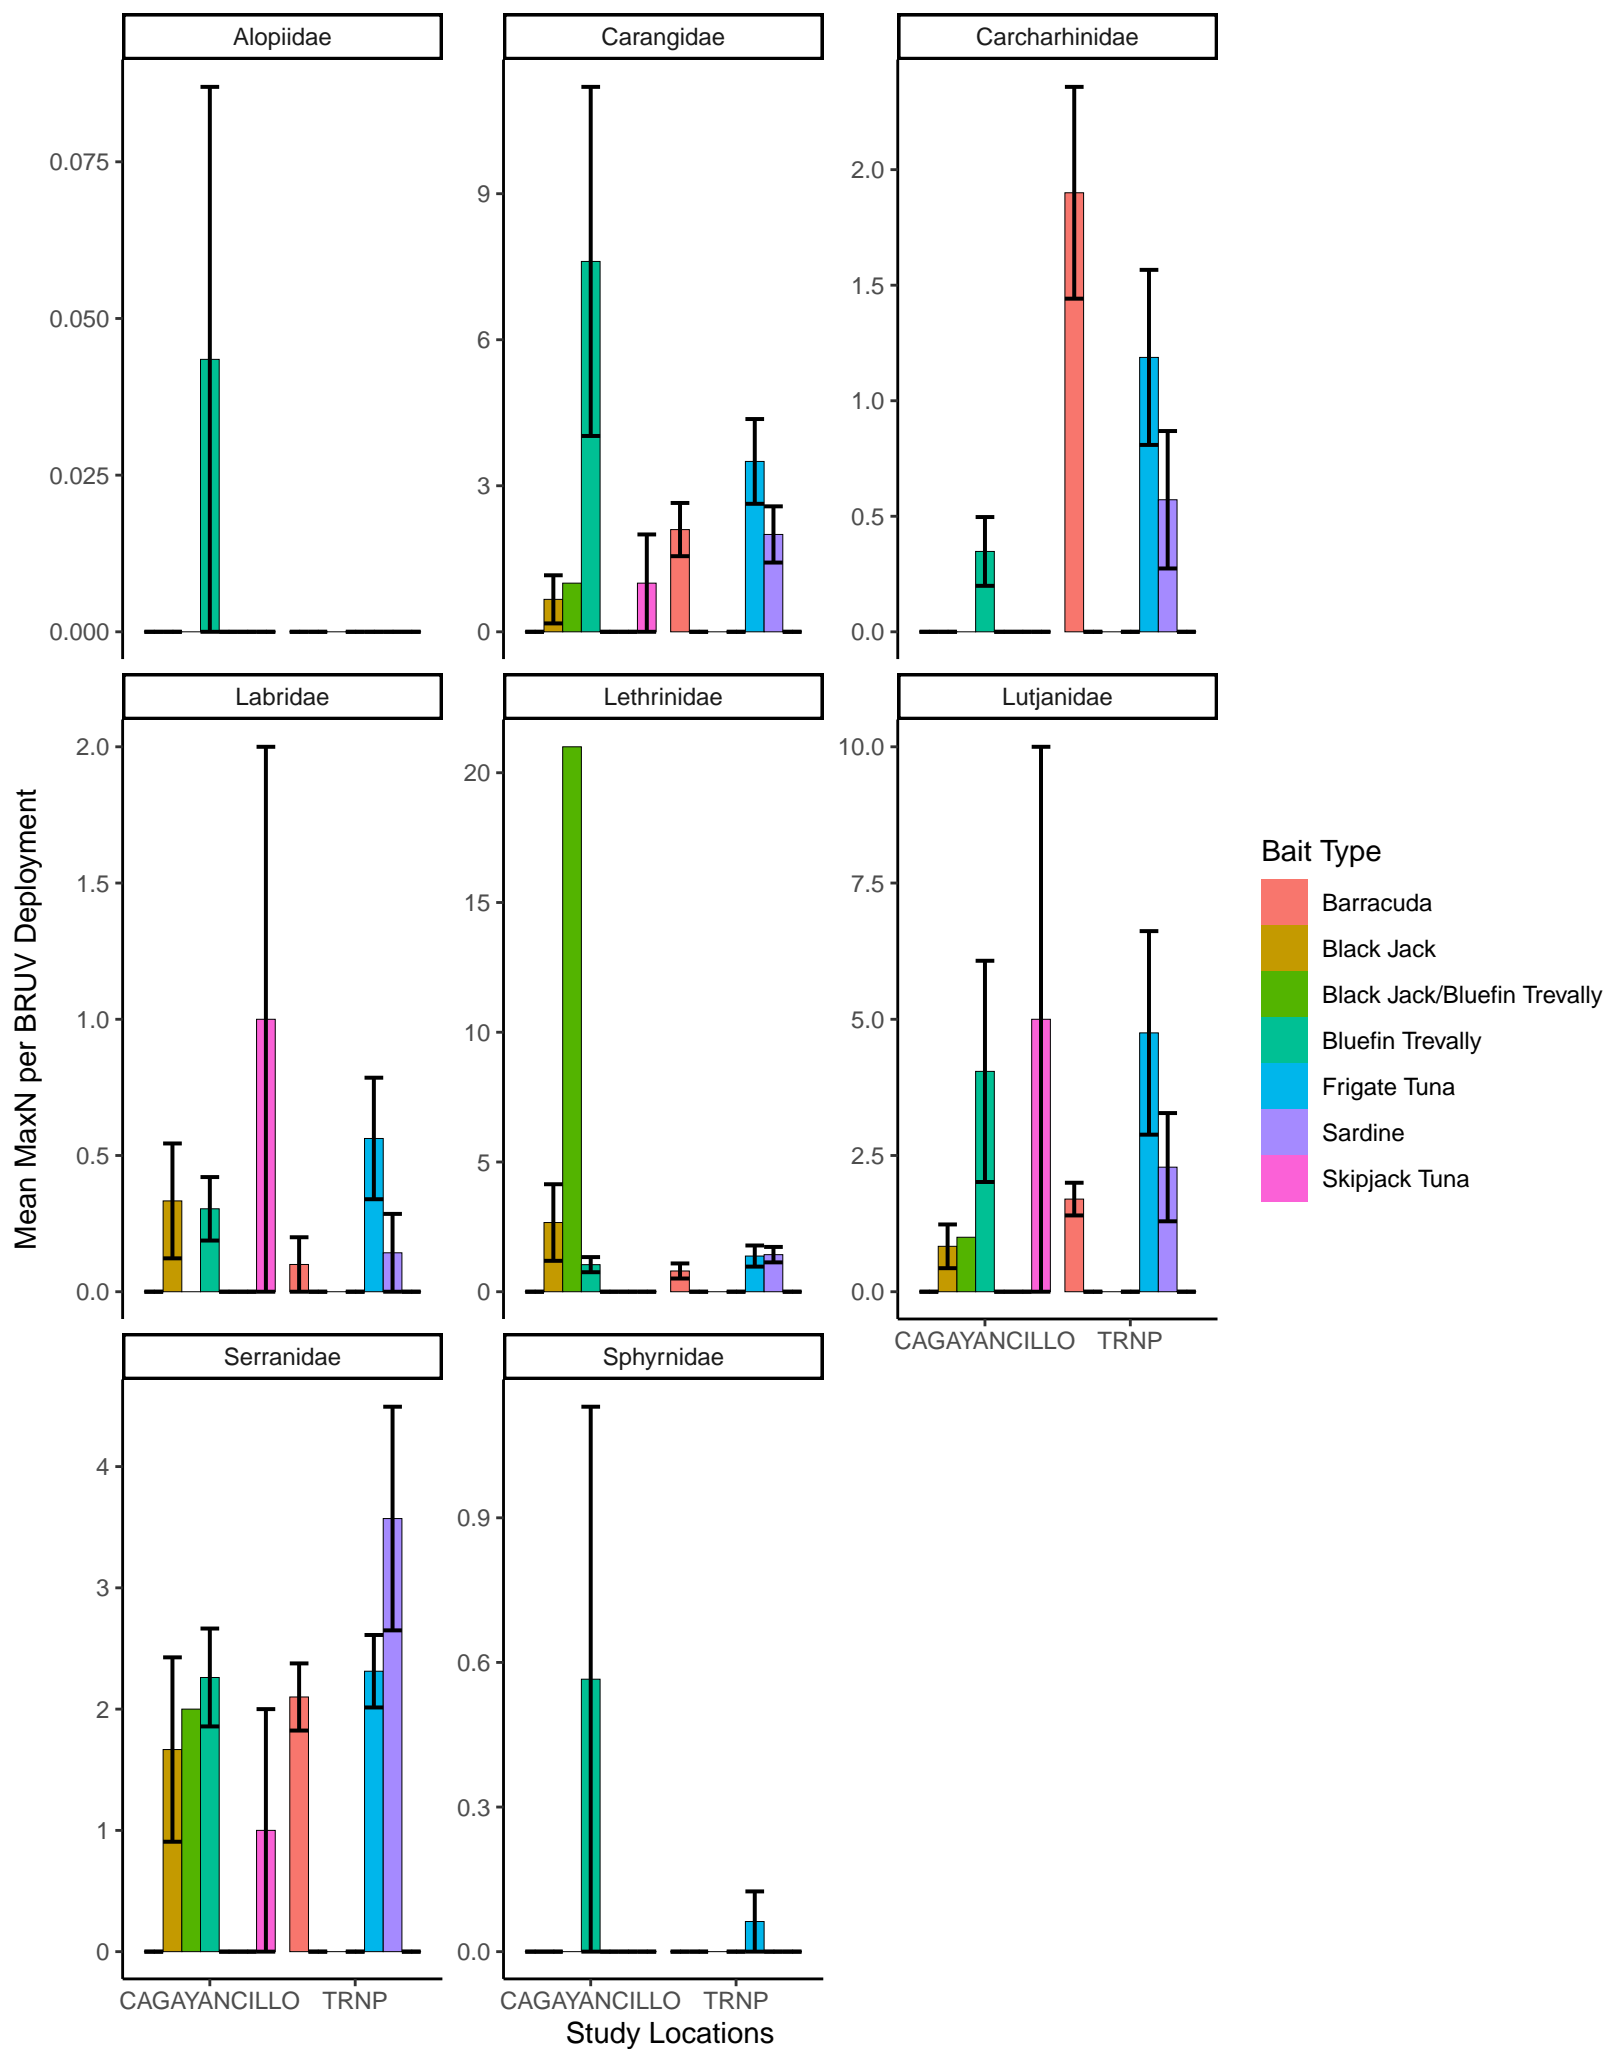 Alopiidae
Carangidae
Carcharhinidae
0.075
0.050
0.025
0.000
9
6
3
0
2.0
1.5
1.0
0.5
0.0
Labridae
Lethrinidae
Lutjanidae
2.0
1.5
1.0
0.5
0.0
20
15
10
5
0
10.0
7.5
5.0
2.5
0.0
CAGAYANCILLO TRNP
Serranidae
Sphyrnidae
4
3
2
1
0
0.9
0.6
0.3
0.0
CAGAYANCILLO TRNP
CAGAYANCILLO TRNP
Study Locations
Mean MaxN per BRUV Deployment
Bait Type
Barracuda
Black Jack
Black Jack/Bluefin Trevally
Bluefin Trevally
Frigate Tuna
Sardine
Skipjack Tuna